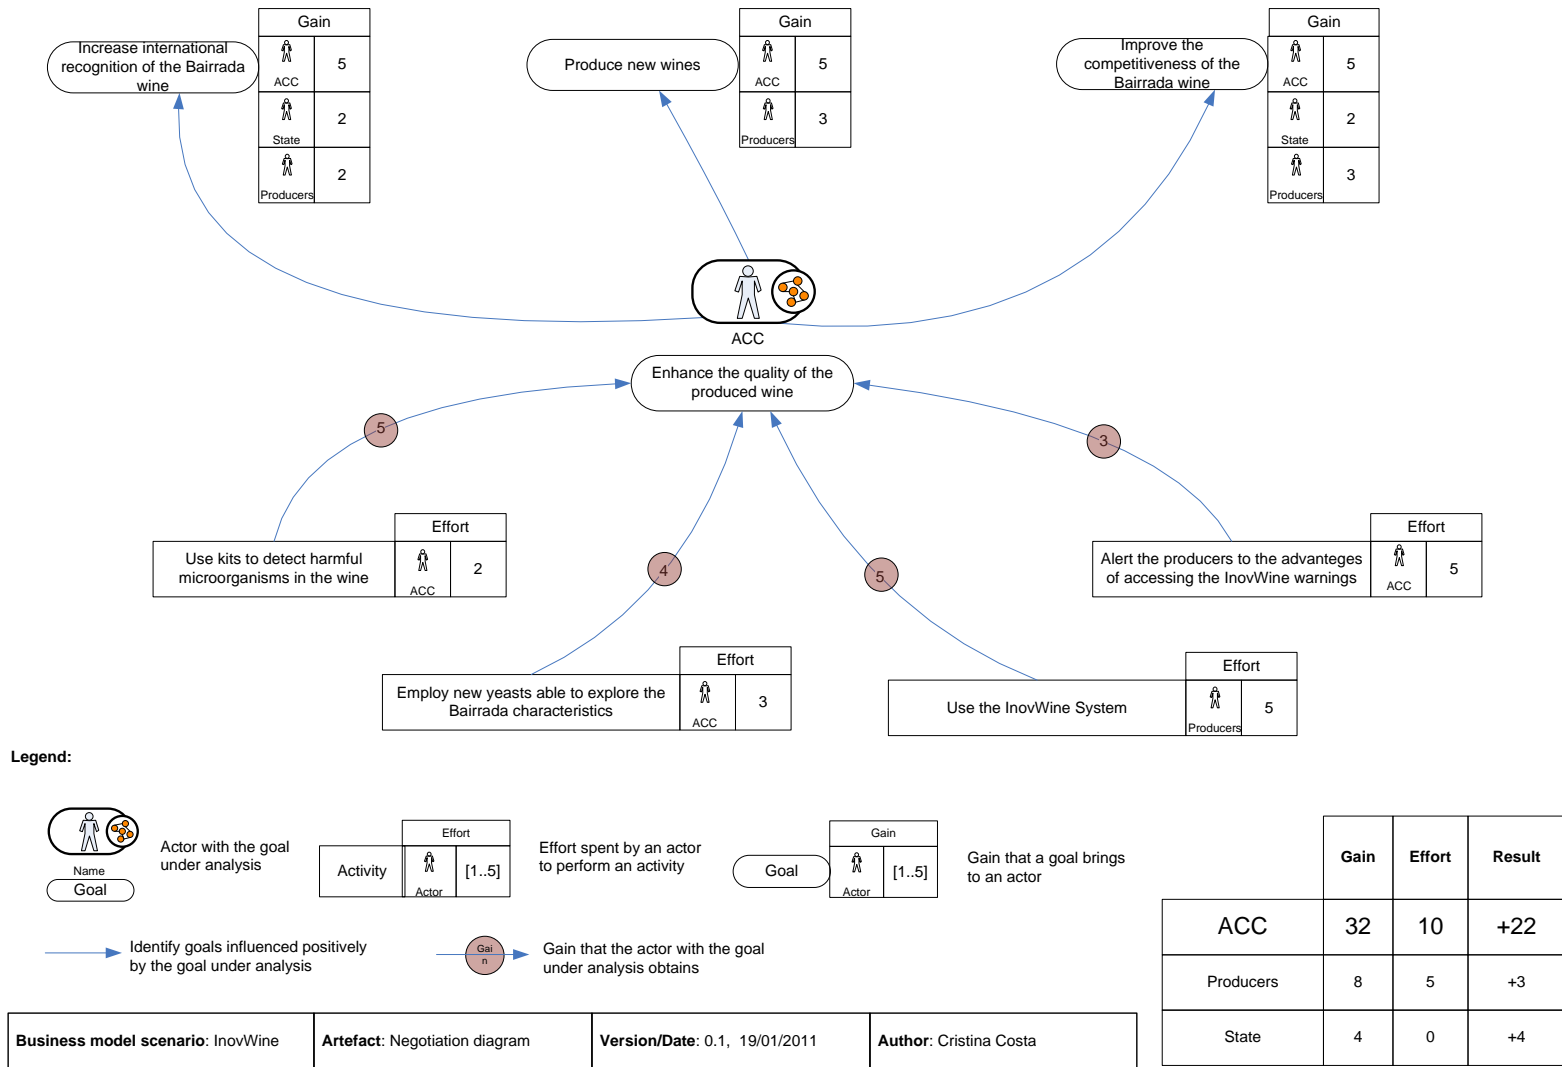 Gain
Increase international
recognition of the Bairrada
wine
ACC
5
State
2
Producers
2
Gain
Produce new wines
ACC
5
Producers
3
Gain
Improve the
competitiveness of the
Bairrada wine
ACC
5
State
2
Producers
3
ACC
Enhance the quality of the
produced wine
5
4
5
3
Effort
Use kits to detect harmful
microorganisms in the wine
ACC
2
Effort
Employ new yeasts able to explore the
Bairrada characteristics
ACC
3
Effort
Use the InovWine System
Producers
5
Effort
Alert the producers to the advanteges
of accessing the InovWine warnings
ACC
5
Legend:
Name
Goal
Actor with the goal
under analysis
Effort
Activity
Actor
[1..5]
Effort spent by an actor
to perform an activity
Gain
Goal
Actor
[1..5]
Gain that a goal brings
to an actor
Identify goals influenced positively
by the goal under analysis
Gai
n
Gain that the actor with the goal
under analysis obtains
Gain Effort Result
ACC 32 10 +22
Producers 8 5 +3
State 4 0 +4
Business model scenario: InovWine
Artefact: Negotiation diagram
Version/Date: 0.1, 19/01/2011
Author: Cristina Costa